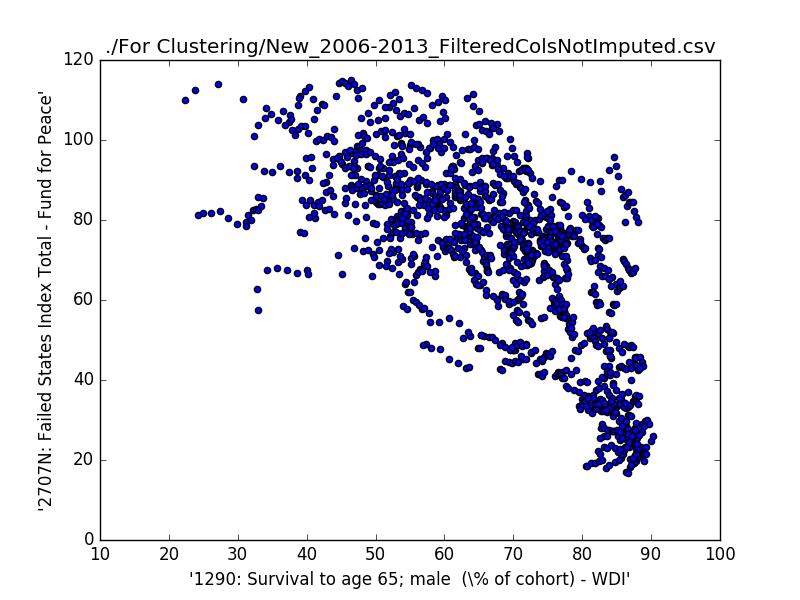 ./For Clustering/New_2006-2013_FilteredColsNotImputed.csv
120
100
80
60
40
20
0
'2707N: Failed States Index Total - Fund for Peace'
10 20 30 40 50 60 70 80 90 100
'1290: Survival to age 65; male  (\% of cohort) - WDI'